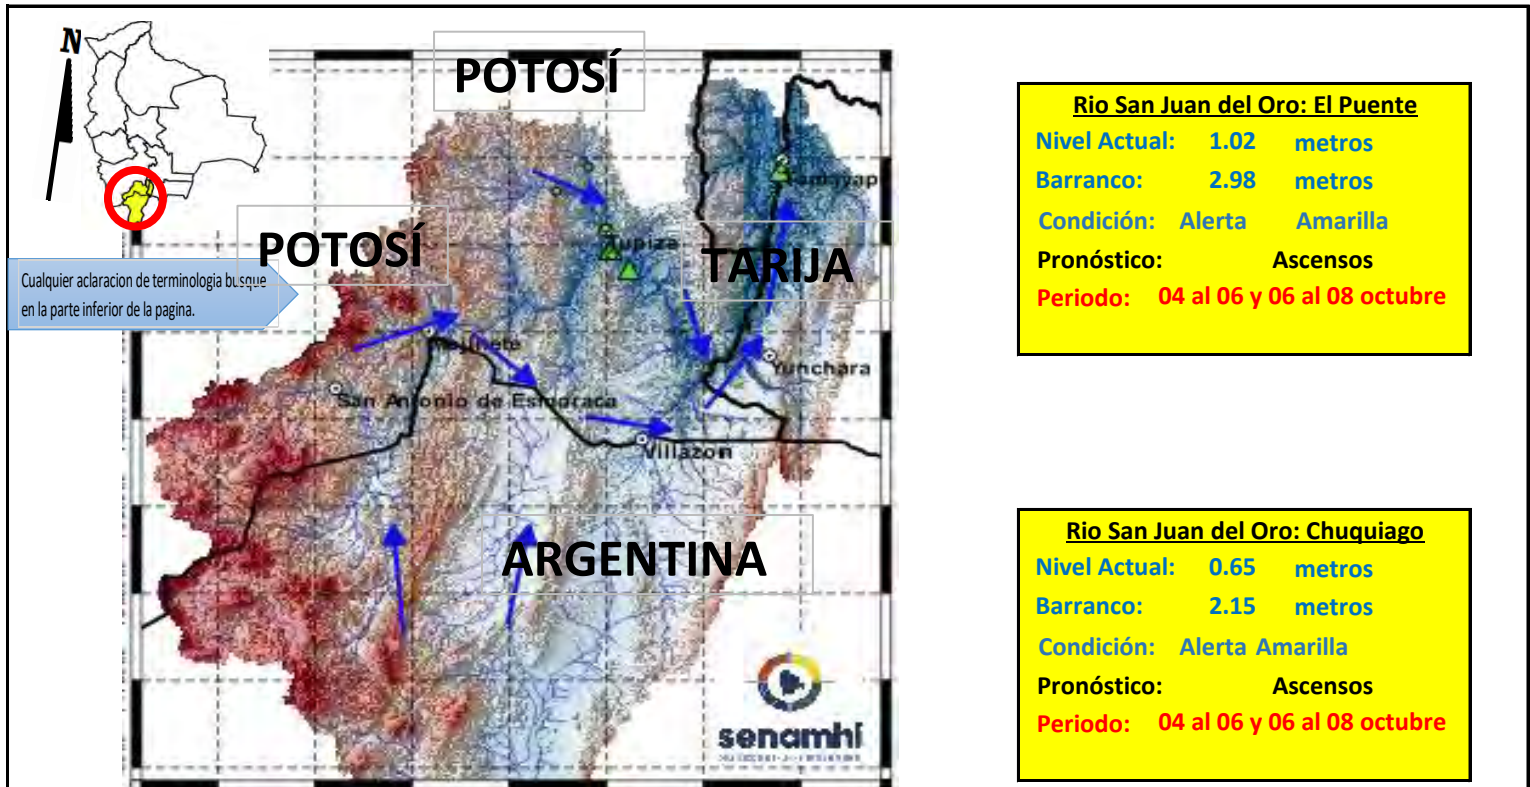 N
POTOSÍ
POTOSÍ
TARIJA
ARGENTINA
Cualquier aclaracion de terminologia busque
en la parte inferior de la pagina.
Tupiza
San Antonio de Esmoraca
Villazon
Yunchara
senamhi
Rio San Juan del Oro: El Puente
Nivel Actual: 1.02 metros
Barranco: 2.98 metros
Condición: Alerta Amarilla
Pronóstico: Ascensos
Periodo: 04 al 06 y 06 al 08 octubre
Rio San Juan del Oro: Chuquiago
Nivel Actual: 0.65 metros
Barranco: 2.15 metros
Condición: Alerta Amarilla
Pronóstico: Ascensos
Periodo: 04 al 06 y 06 al 08 octubre